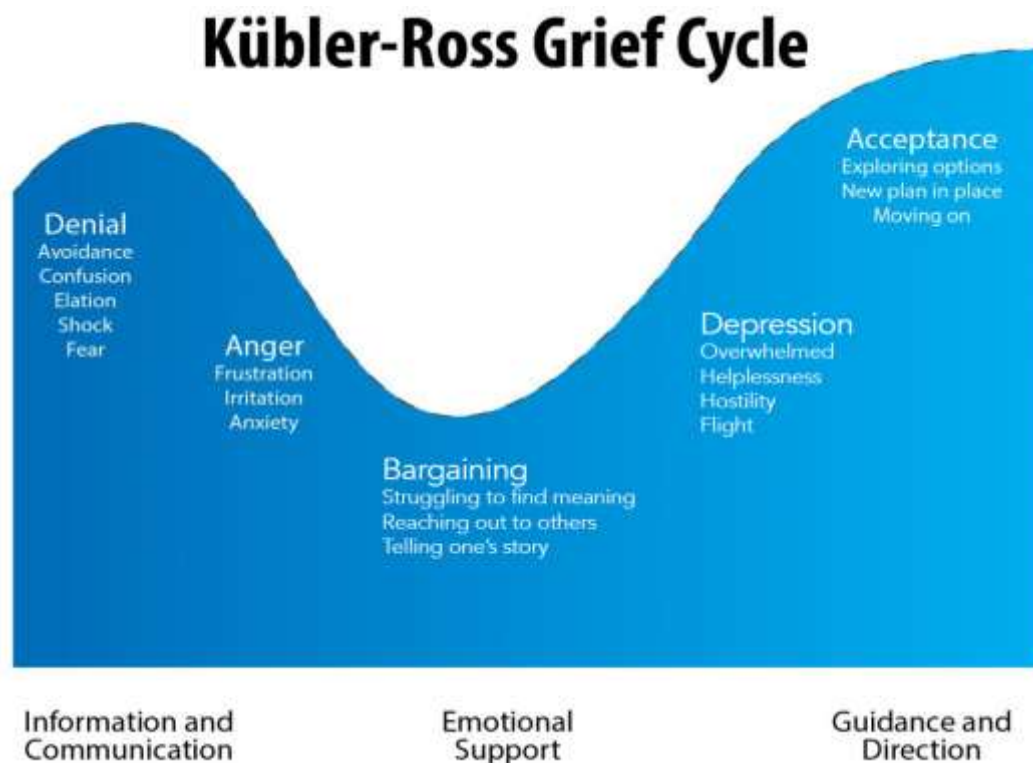 Kübler-Ross Grief Cycle
Denial
Avoidance
Confusion
Elation
Shock
Fear
Anger
Frustration
Irritation
Anxiety
Bargaining
Struggling to find meaning
Reaching out to others
Telling one's story
Depression
Overwhelmed
Helplessness
Hostility
Flight
Acceptance
Exploring options
New plan in place
Moving on
Information and
Communication
Emotional
Support
Guidance and
Direction